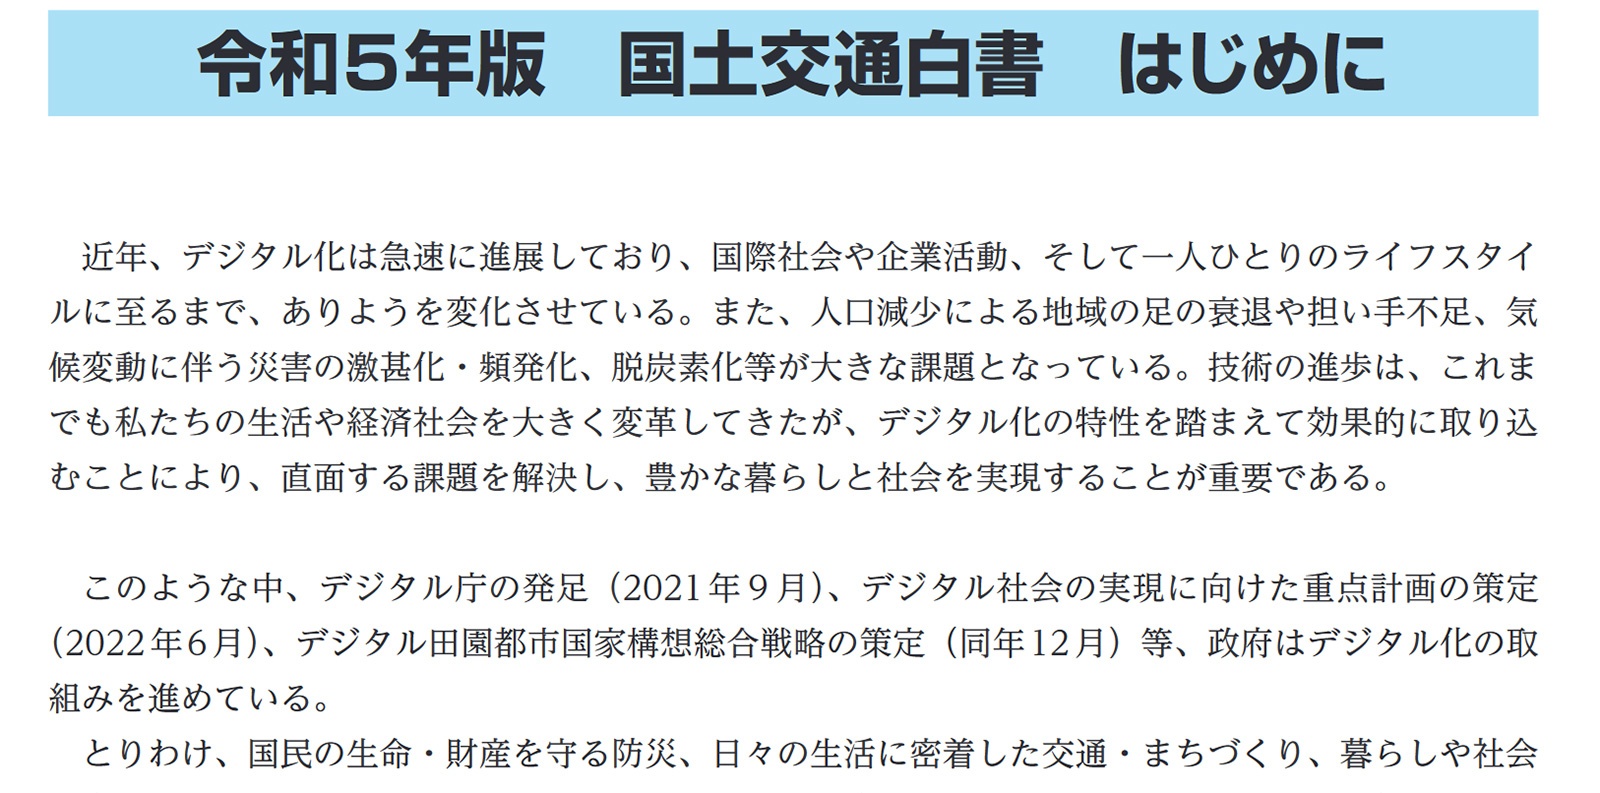 令和5年版　国土交通白書　はじめに
近年、デジタル化は急速に進展しており、国際社会や企業活動、そして一人ひとりのライフスタイ
ルに至るまで、ありようを変化させている。また、人口減少による地域の足の衰退や担い手不足、気
候変動に伴う災害の激甚化・頻発化、脱炭素化等が大きな課題となっている。技術の進歩は、これま
でも私たちの生活や経済社会を大きく変革してきたが、デジタル化の特性を踏まえて効果的に取り込
むことにより、直面する課題を解決し、豊かな暮らしと社会を実現することが重要である。
このような中、デジタル庁の発足（2021年9月）、デジタル社会の実現に向けた重点計画の策定
（2022年6月）、デジタル田園都市国家構想総合戦略の策定（同年12月）等、政府はデジタル化の取
組みを進めている。
とりわけ、国民の生命・財産を守る防災、日々の生活に密着した交通・まちづくり、暮らしや社会